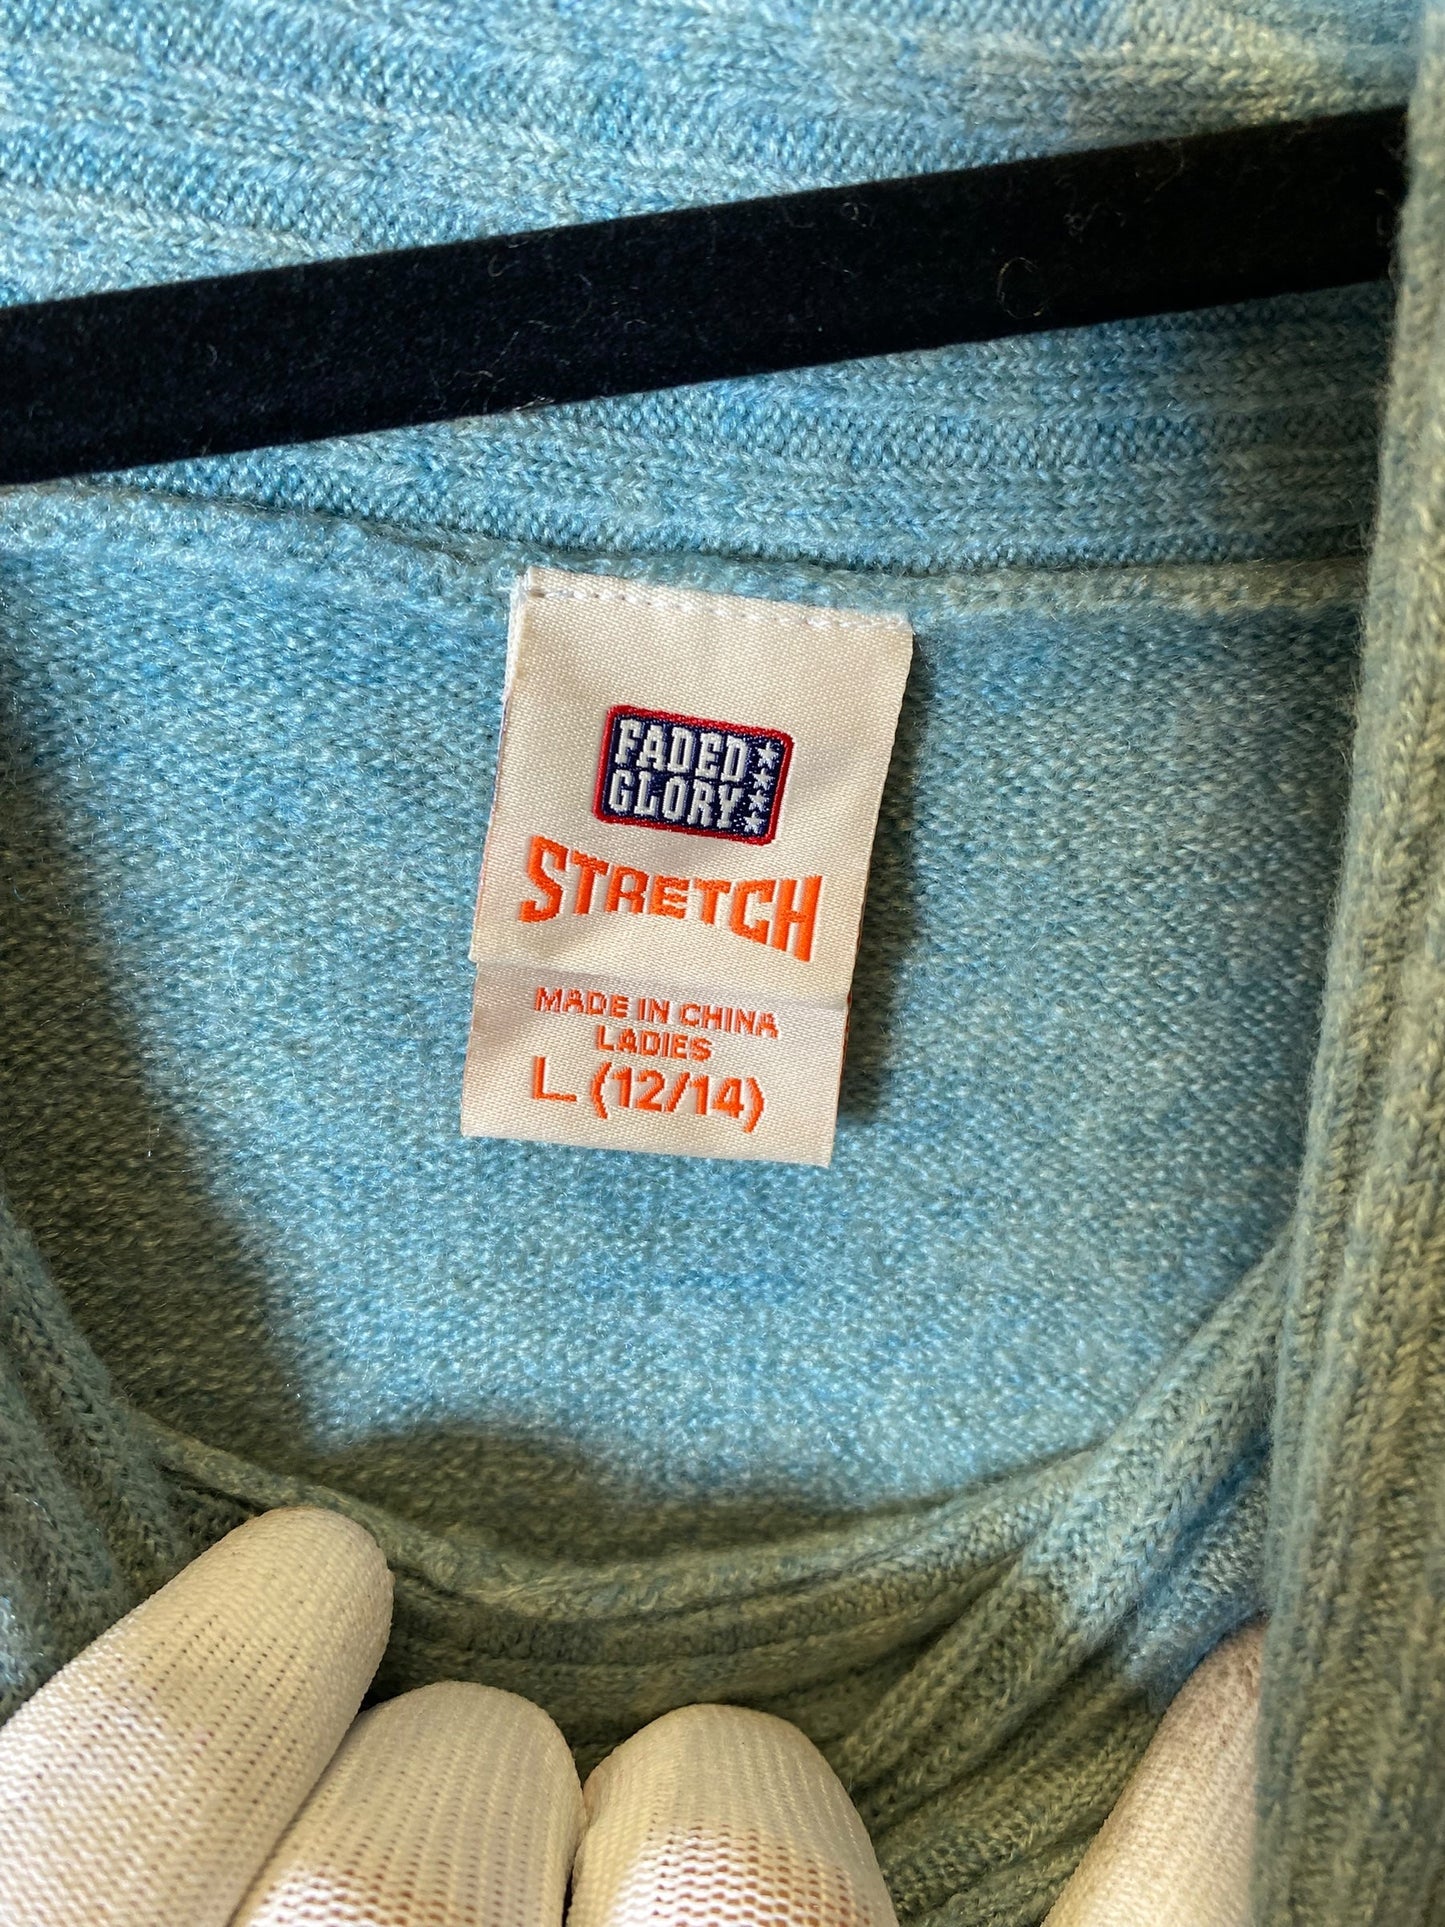 FADED
GLORY
STRETCH
MADE IN CHINA
LADIES
L (12/14)